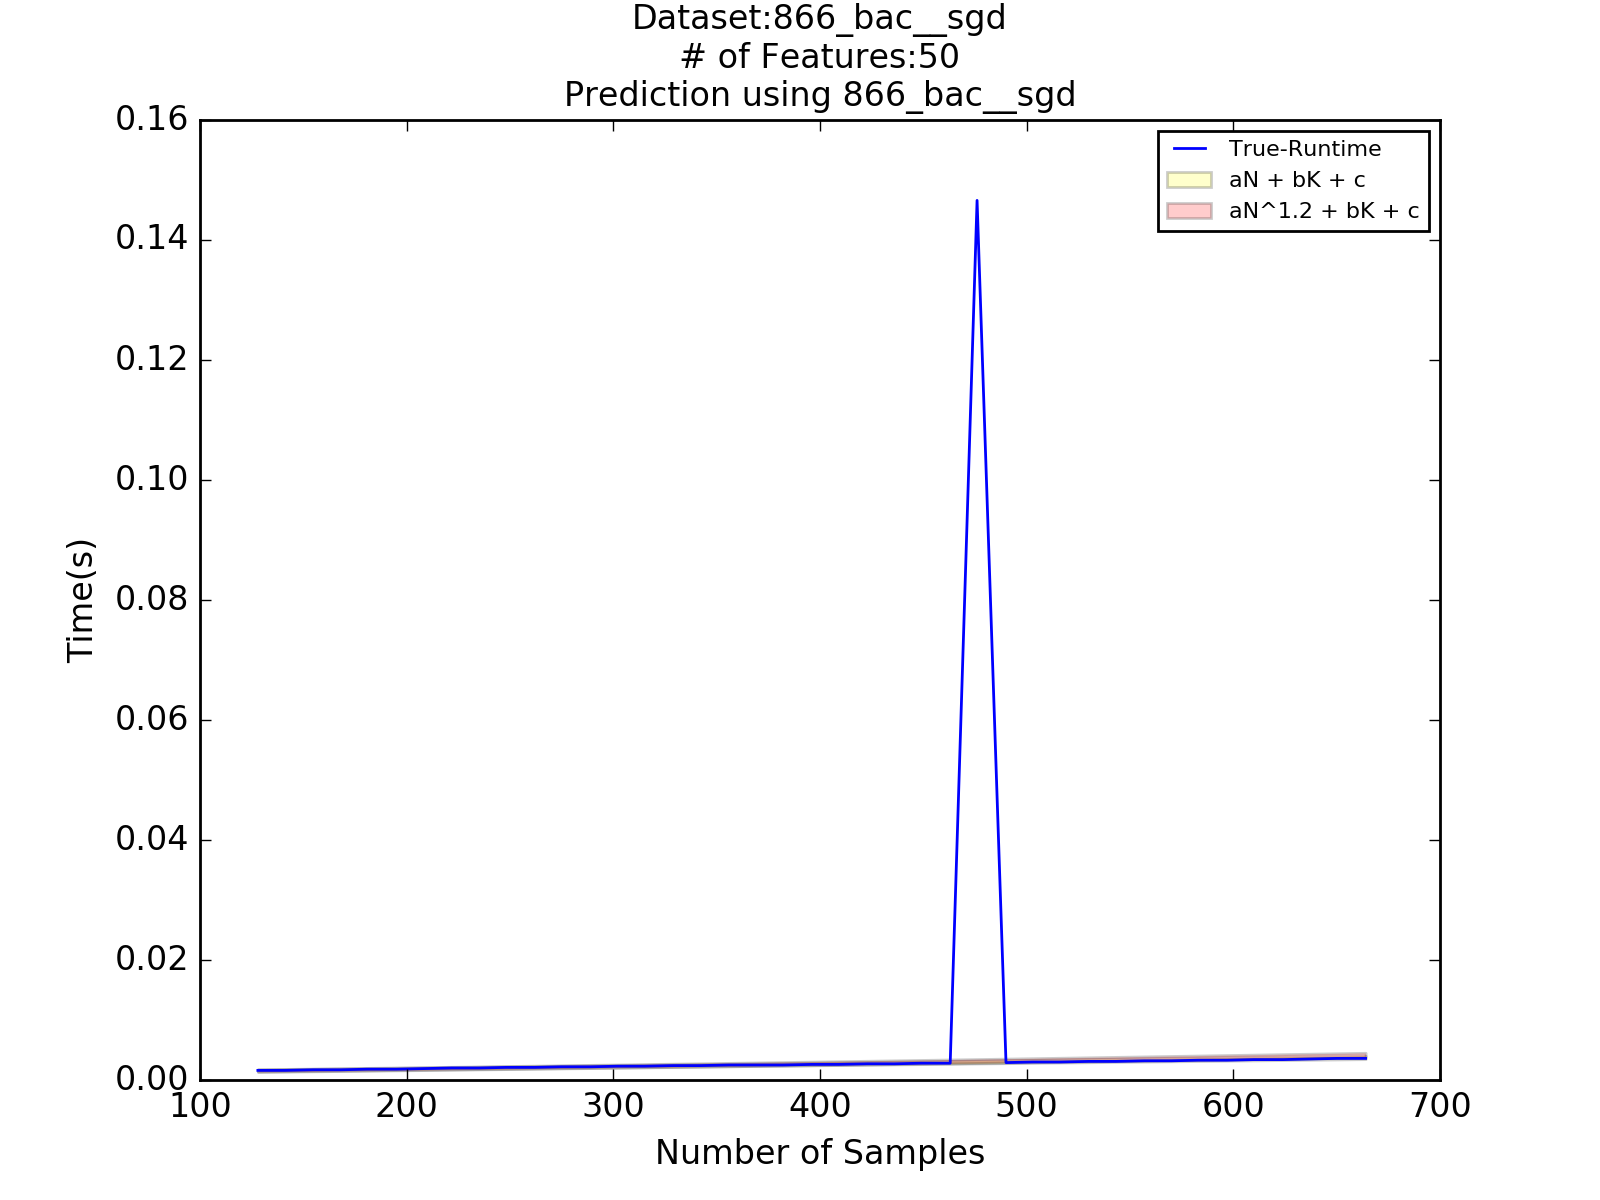 Dataset:866_bac__sgd
# of Features:50
Prediction using 866_bac__sgd
0.16
0.14
0.12
0.10
0.08
0.06
0.04
0.02
0.00
Time(s)
True-Runtime
aN + bK + c
aN^1.2 + bK + c
100 200 300 400 500 600 700
Number of Samples